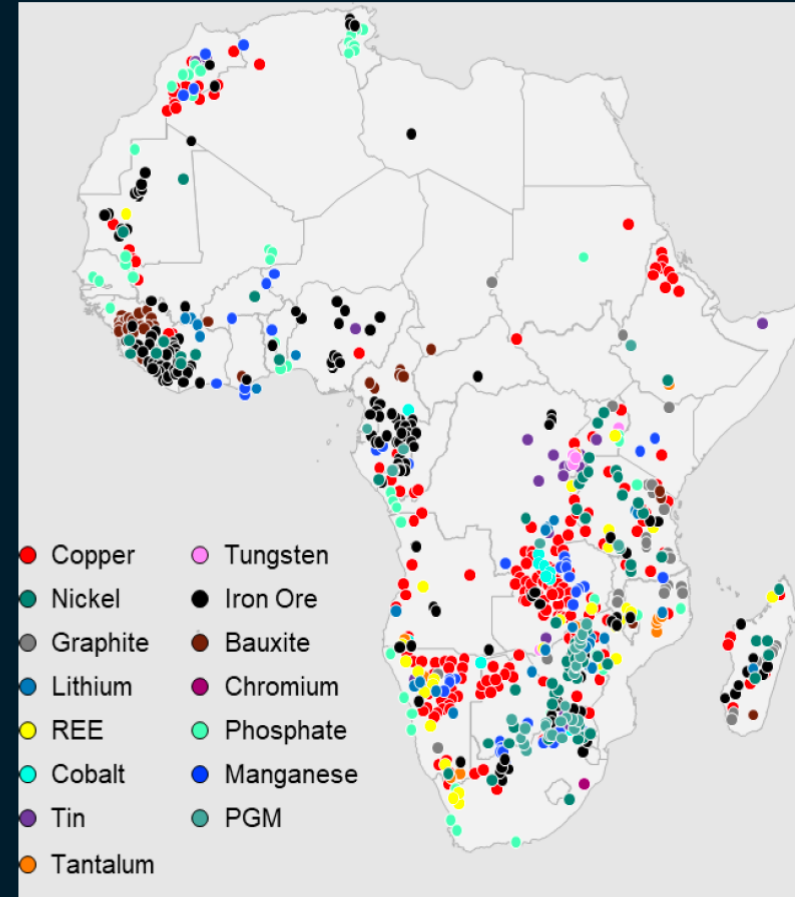 Copper
Nickel
Graphite
Lithium
REE
Cobalt
Tin
Tantalum
Tungsten
Iron Ore
Bauxite
Chromium
Phosphate
Manganese
PGM